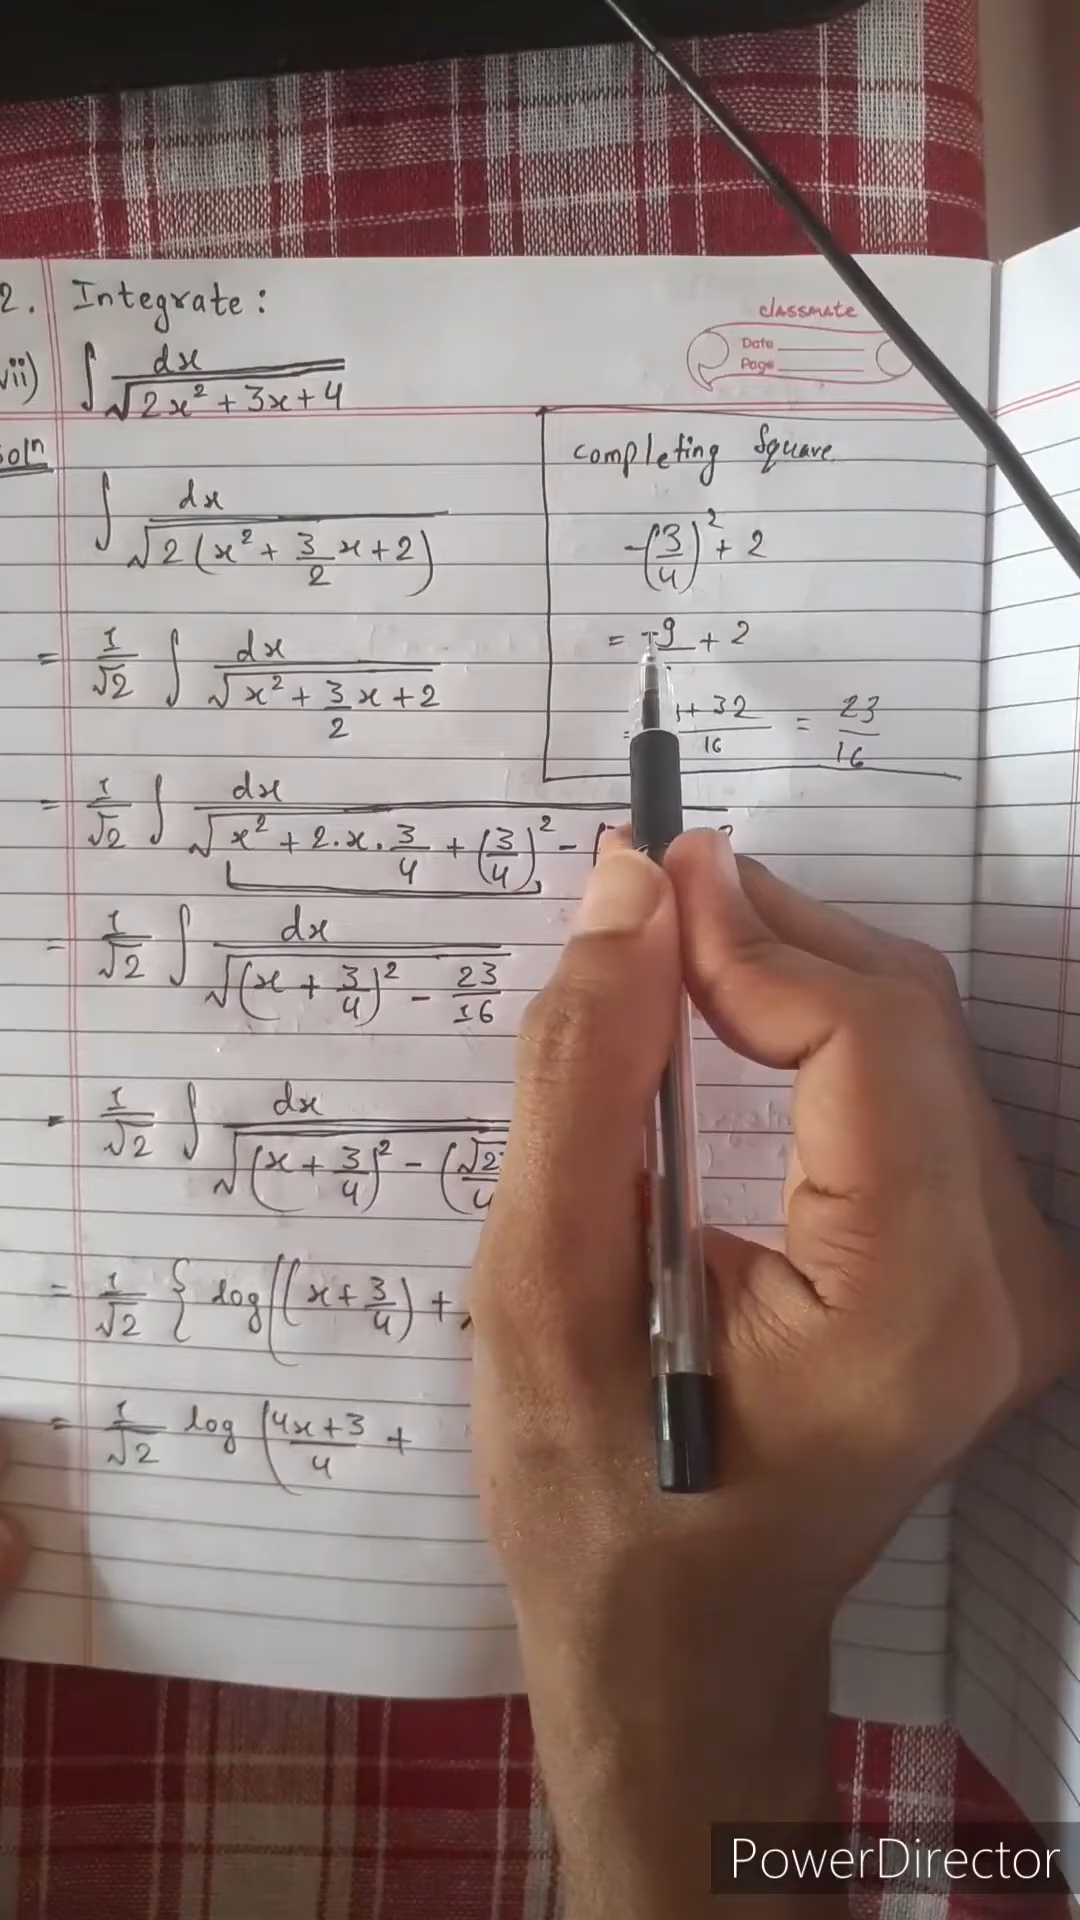 2. Integrate :
classmate
Date
Page
vii) ∫ dx / √(2x² + 3x + 4)
Solⁿ
∫ dx / √(2(x² + 3/2 x + 2))
= 1/√2 ∫ dx / √(x² + 3/2 x + 2)
= 1/√2 ∫ dx / √(x² + 2·x·3/4 + (3/4)² - (
= 1/√2 ∫ dx / √((x + 3/4)² - 23/16
= 1/√2 ∫ dx / √((x + 3/4)² - (√2
= 1/√2 { log((x + 3/4) +
= 1/√2 log(4x+3/4 +
Completing Square
-(3/4)² + 2
= -9 + 2
+ 32/16 = 23/16
PowerDirector